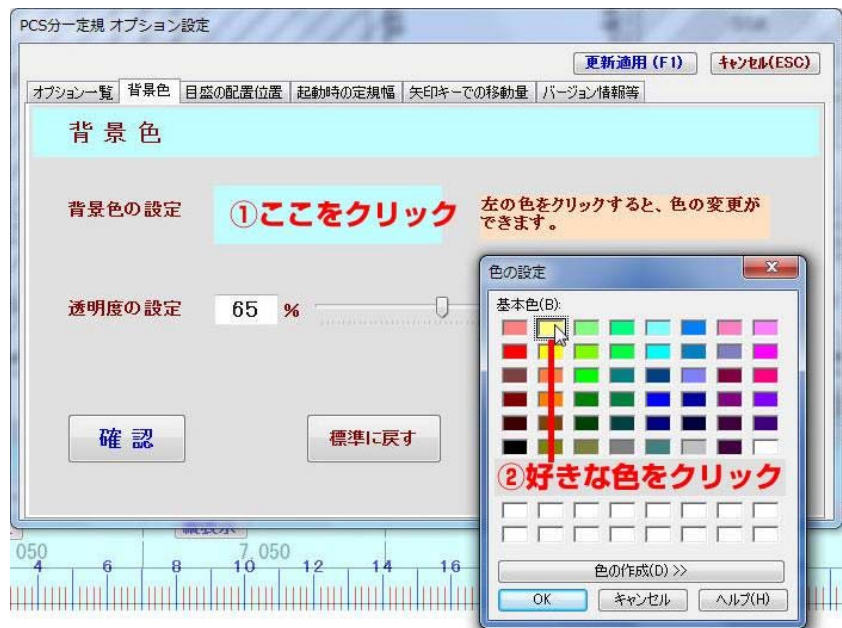 PCS分一定規 オプション設定
更新適用 (F1) キャンセル(ESC)
オプション一覧 背景色 目盛の配置位置 起動時の定規幅 矢印キーでの移動量 バージョン情報等
背景色
背景色の設定
①ここをクリック
左の色をクリックすると、色の変更が
できます。
透明度の設定 65 %
確認
標準に戻す
色の設定
基本色(B):
②好きな色をクリック
色の作成(D) >>
OK キャンセル ヘルプ(H)
050 7,050
4 6 8 10 12 14 16